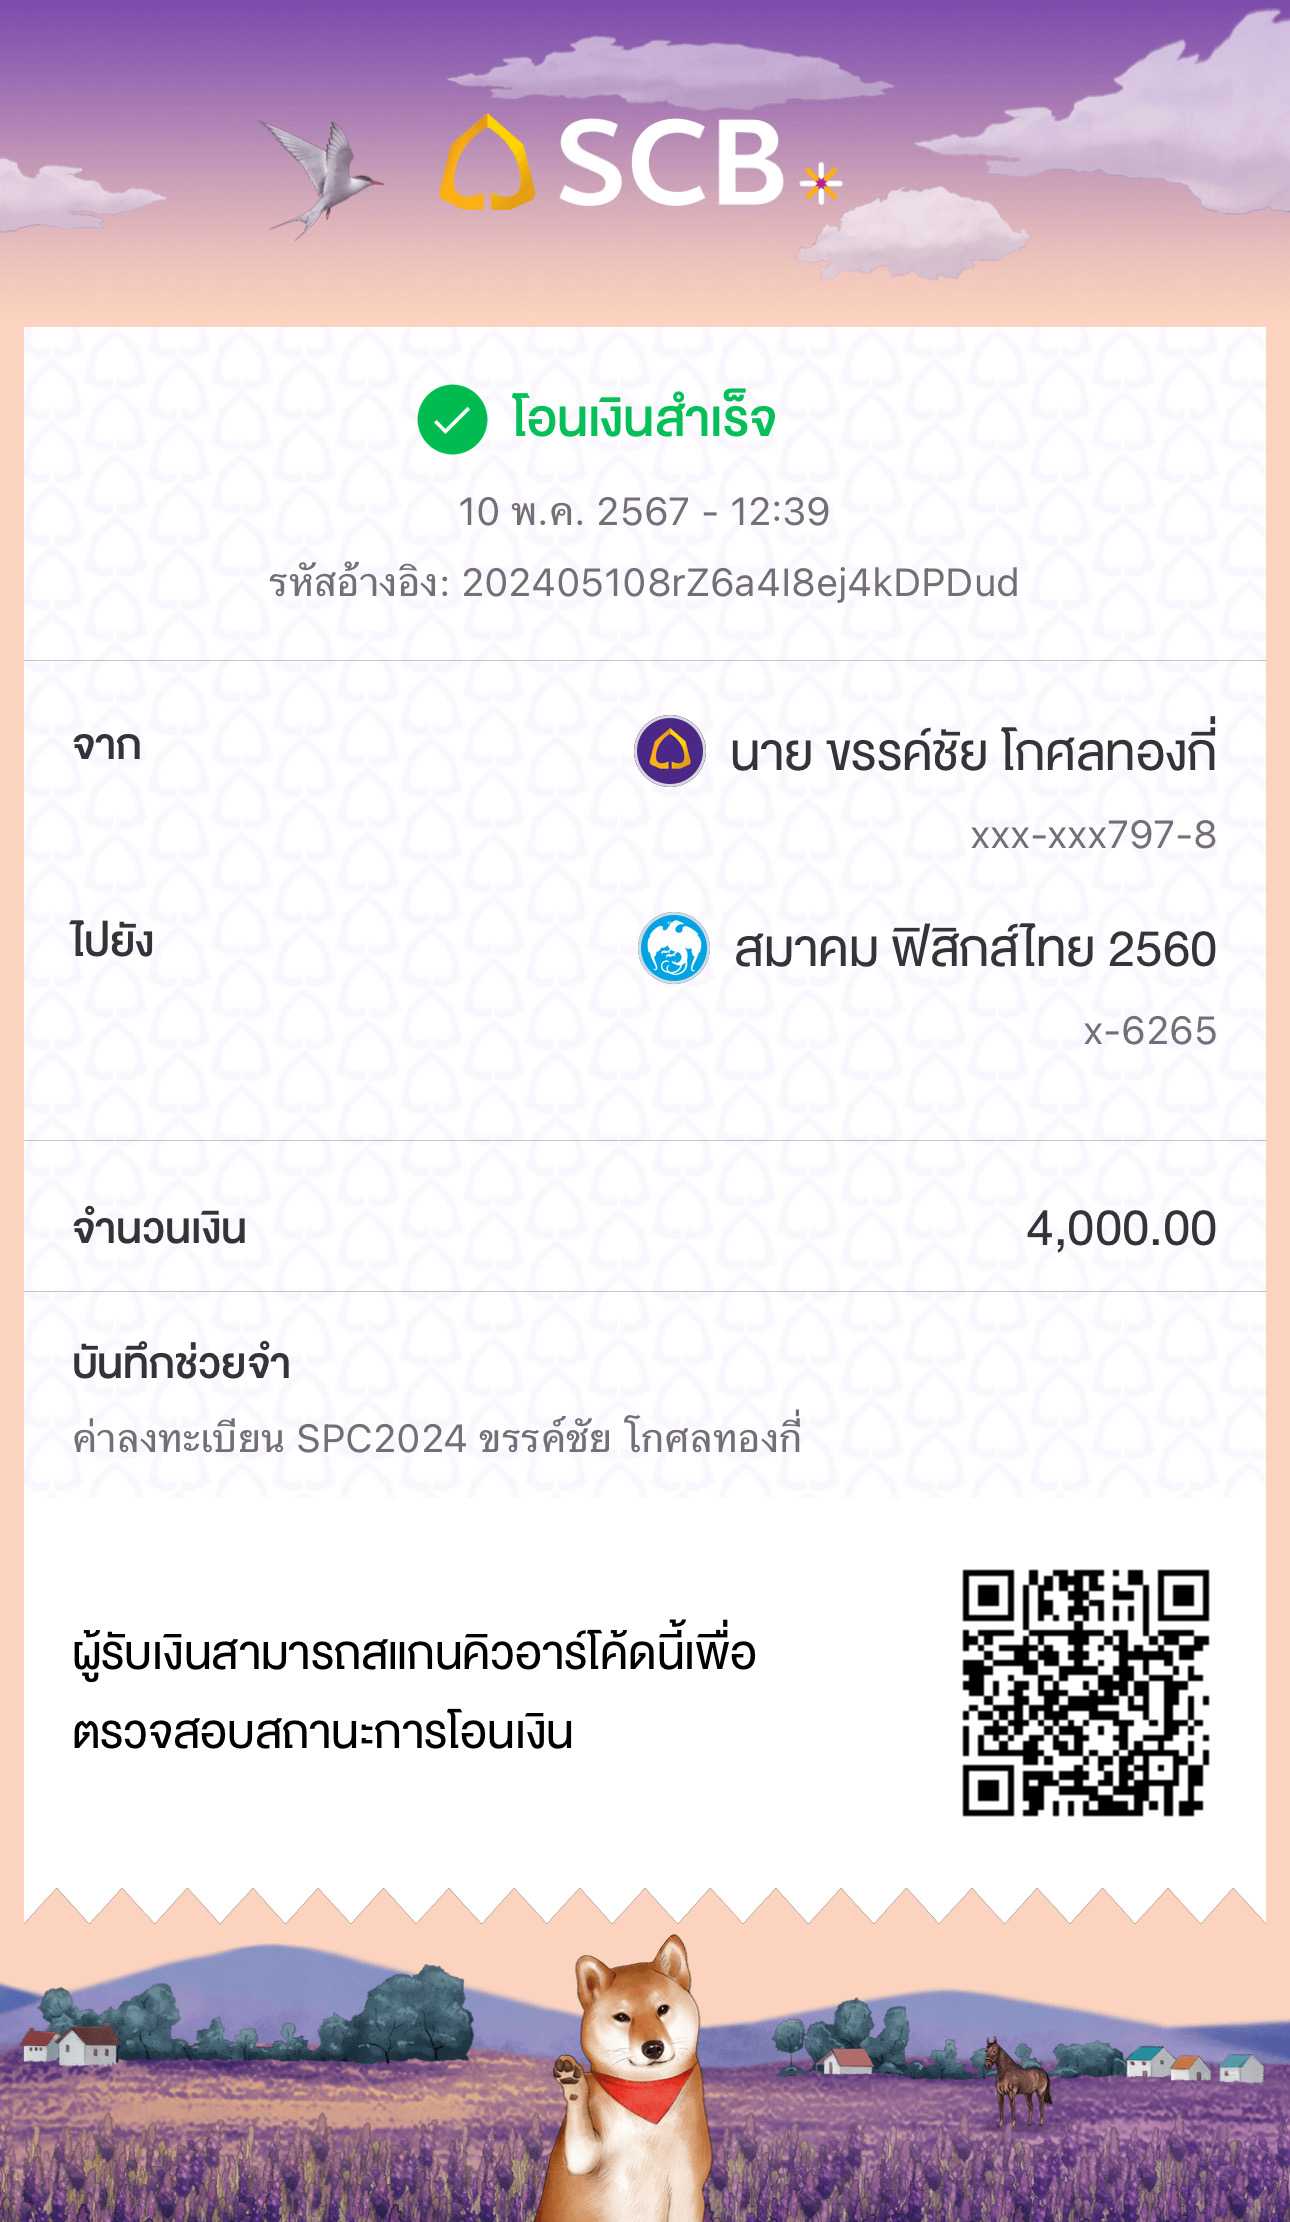 SCB
โอนเงินสำเร็จ
10 พ.ค. 2567 - 12:39
รหัสอ้างอิง: 202405108rZ6a4I8ej4kDPDud
จาก
นาย ขรรค์ชัย โกศลทองกี่
xxx-xxx797-8
ไปยัง
สมาคม ฟิสิกส์ไทย 2560
x-6265
จำนวนเงิน
4,000.00
บันทึกช่วยจำ
ค่าลงทะเบียน SPC2024 ขรรค์ชัย โกศลทองกี่
ผู้รับเงินสามารถสแกนคิวอาร์โค้ดนี้เพื่อ
ตรวจสอบสถานะการโอนเงิน